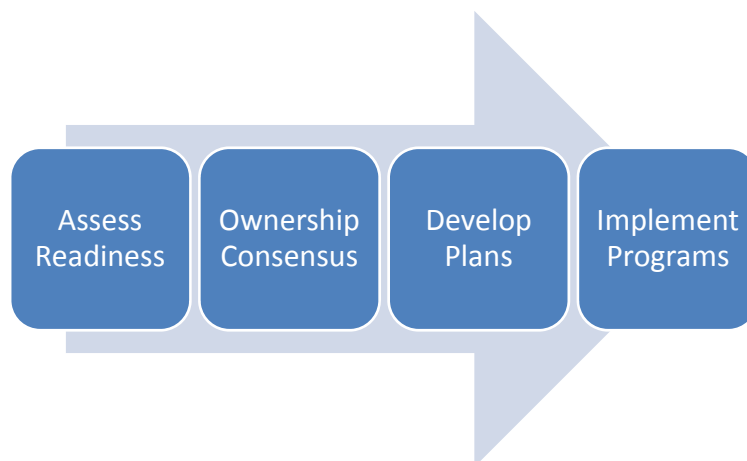 Assess
Readiness
Ownership
Consensus
Develop
Plans
Implement
Programs